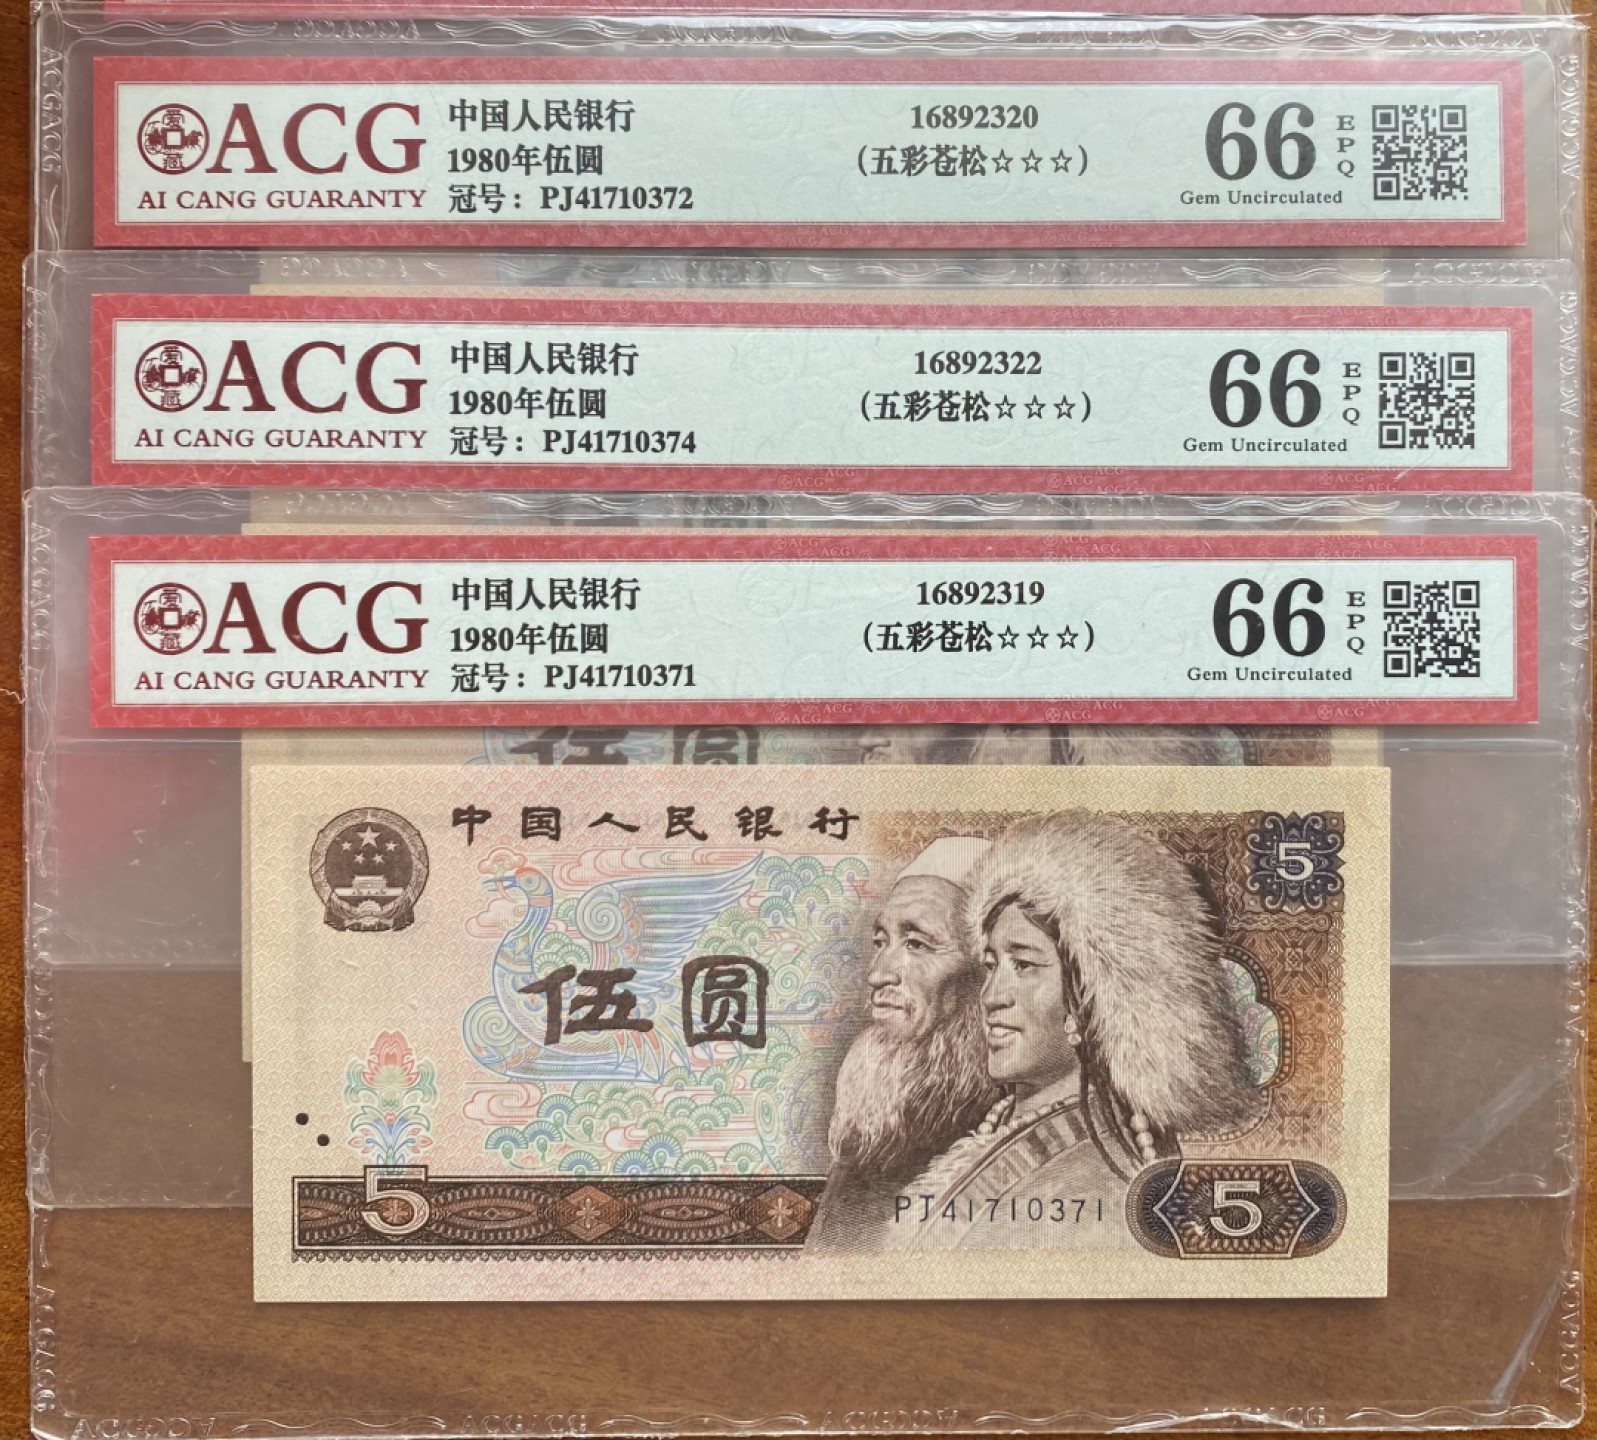 ACG
AI CANG GUARANTY
中国人民银行
1980年伍圆
冠号：PJ41710372
16892320
(五彩苍松☆☆☆)
66
EPQ
Gem Uncirculated
ACG
AI CANG GUARANTY
中国人民银行
1980年伍圆
冠号：PJ41710374
16892322
(五彩苍松☆☆☆)
66
EPQ
Gem Uncirculated
ACG
AI CANG GUARANTY
中国人民银行
1980年伍圆
冠号：PJ41710371
16892319
(五彩苍松☆☆☆)
66
EPQ
Gem Uncirculated
伍圆
中国人民银行
5
伍圆
5
PJ41710371
5